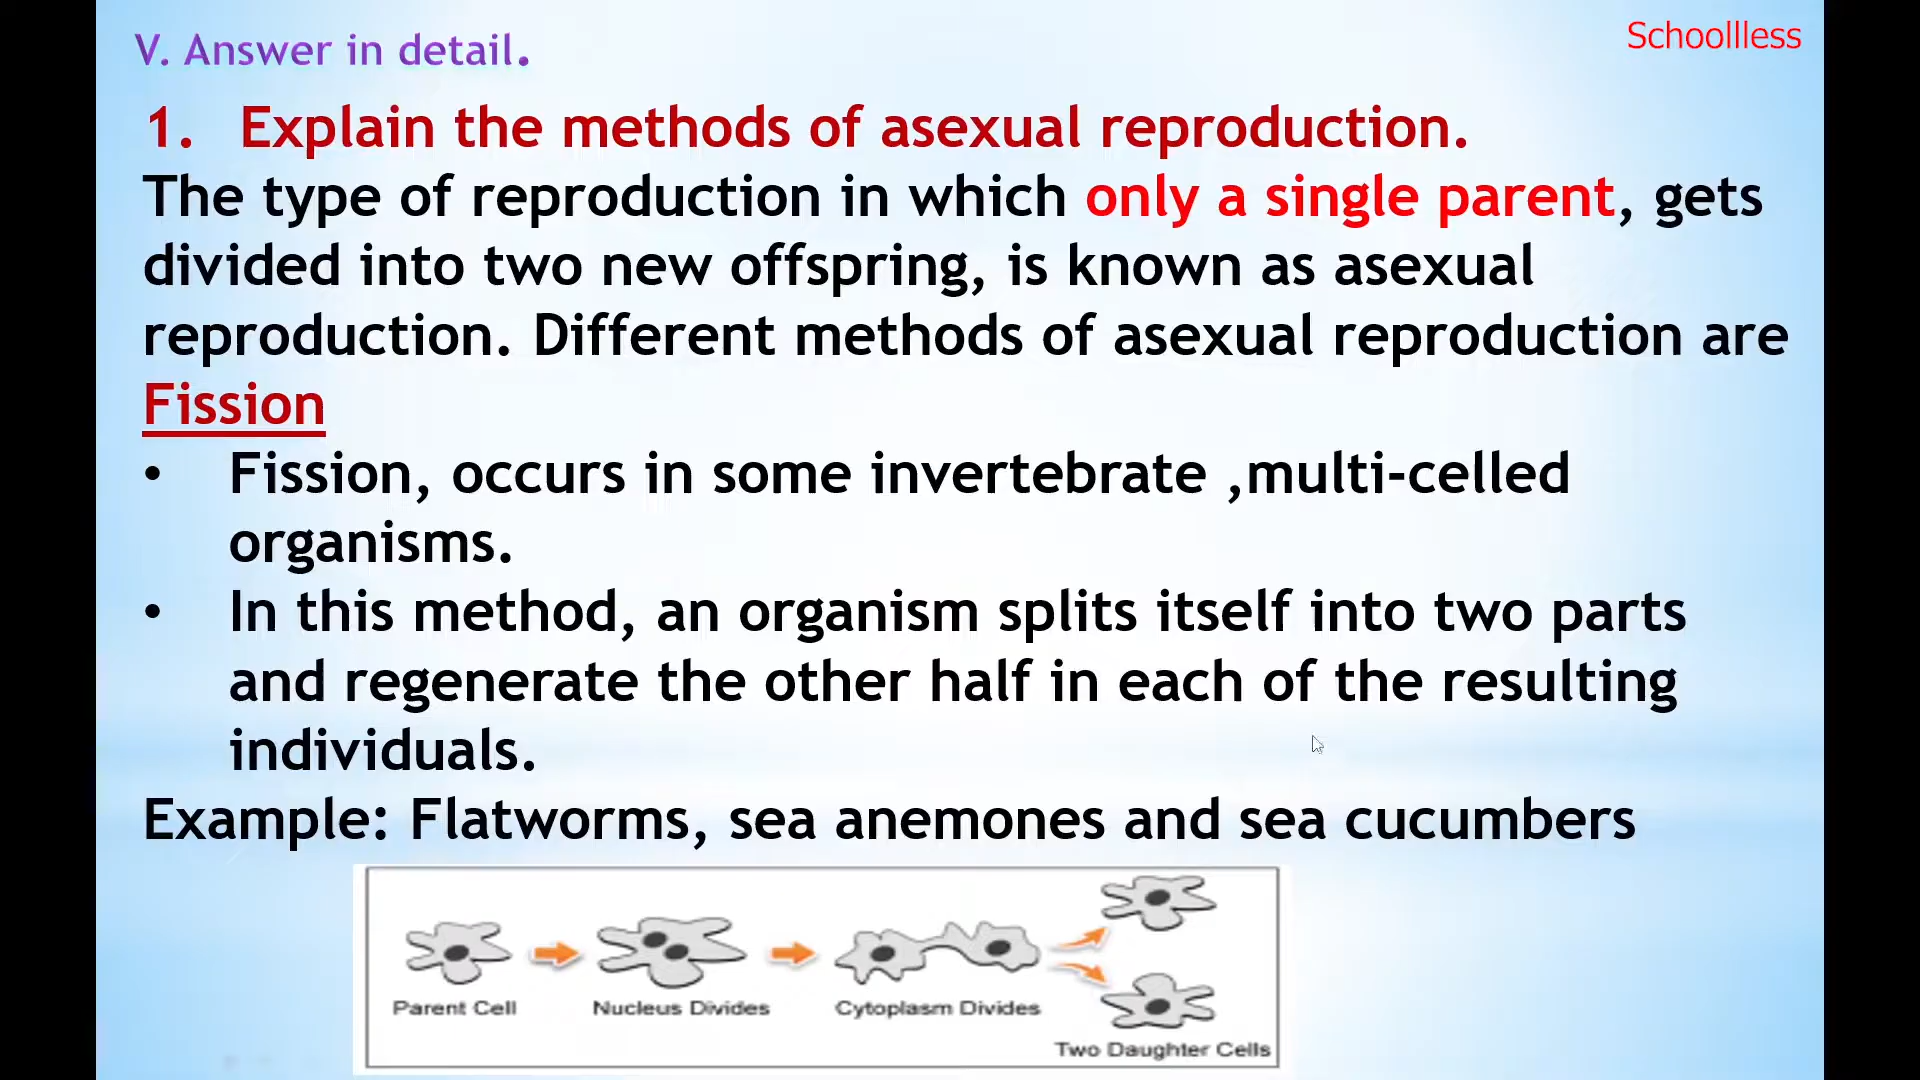 V. Answer in detail.
Schoollless
1. Explain the methods of asexual reproduction.
The type of reproduction in which only a single parent, gets
divided into two new offspring, is known as asexual
reproduction. Different methods of asexual reproduction are
Fission
• Fission, occurs in some invertebrate ,multi-celled
organisms.
• In this method, an organism splits itself into two parts
and regenerate the other half in each of the resulting
individuals.
Example: Flatworms, sea anemones and sea cucumbers
Parent Cell
Nucleus Divides
Cytoplasm Divides
Two Daughter Cells